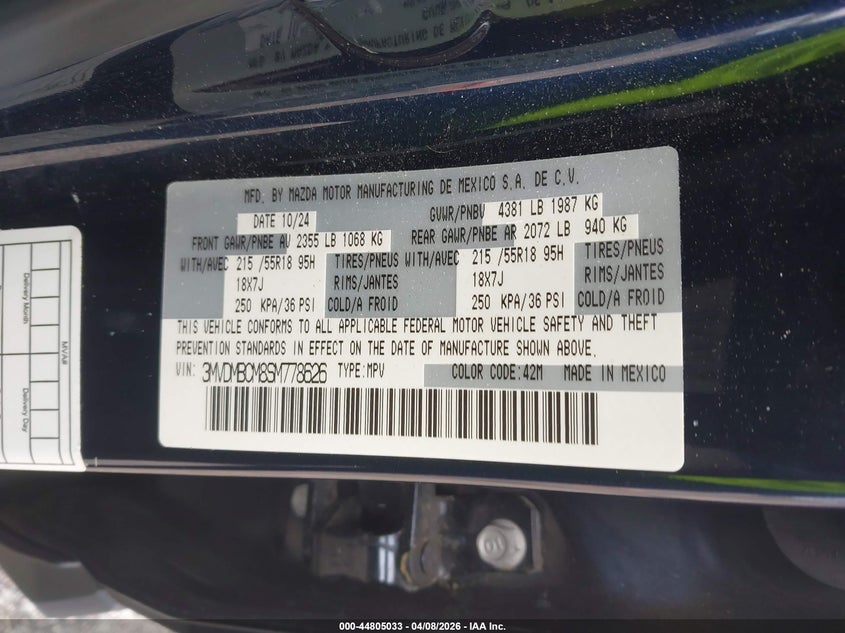 MFD. BY MAZDA MOTOR MANUFACTURING DE MEXICO S.A. DE C.V.
DATE 10/24 GVWR/PNBV 4381 LB 1987 KG
FRONT GAWR/PNBE AV 2355 LB 1068 KG REAR GAWR/PNBE AR 2072 LB 940 KG
WITH/AVEC 215 /55R18 95H TIRES/PNEUS WITH/AVEC 215 /55R18 95H TIRES/PNEUS
18X7J RIMS/JANTES 18X7J RIMS/JANTES
250 KPA/36 PSI COLD/A FROID 250 KPA/36 PSI COLD/A FROID
THIS VEHICLE CONFORMS TO ALL APPLICABLE FEDERAL MOTOR VEHICLE SAFETY AND THEFT
PREVENTION STANDARDS IN EFFECT ON THE DATE OF MANUFACTURE SHOWN ABOVE.
VIN: 3MVDMBCM8SM778626 TYPE:MPV COLOR CODE:42M MADE IN MEXICO
Delivery Month
MVA#
Delivery Day
000-44805033 - 04/08/2026 - IAA Inc.